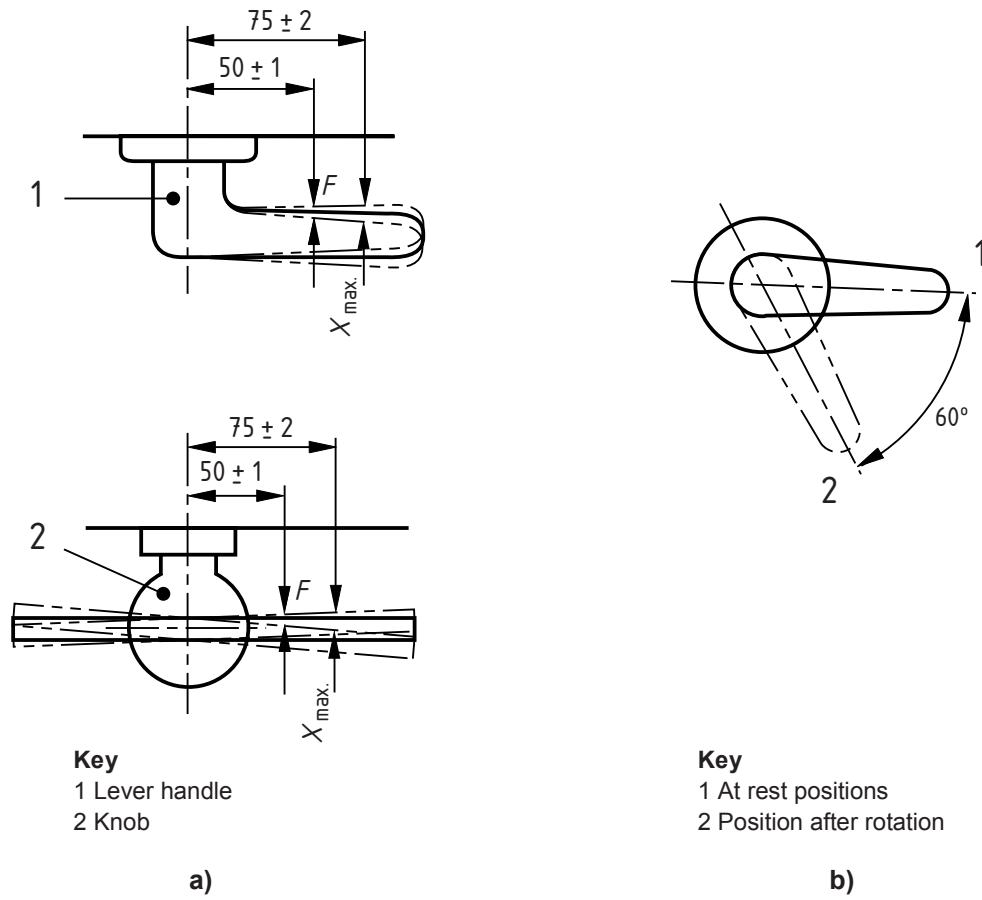 75 ± 2
50 ± 1
F
1
X max.
75 ± 2
50 ± 1
2
F
X max.
Key
1 Lever handle
2 Knob
a)
1
60°
2
Key
1 At rest positions
2 Position after rotation
b)